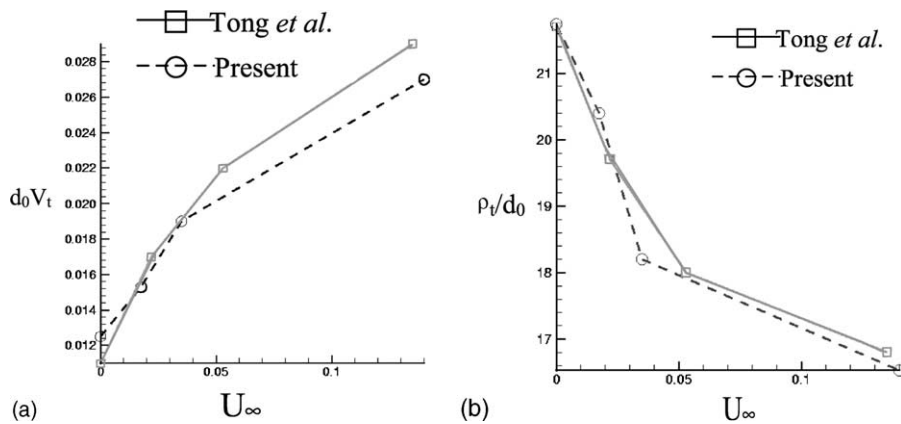 Tong et al.
Present
0.028
0.026
0.024
0.022
0.020
0.018
0.016
0.014
0.012
d₀Vₜ
0
0.1
(a)
U∞
Tong et al.
Present
21
20
19
18
17
ρₜ/d₀
0
0.05
0.1
(b)
U∞